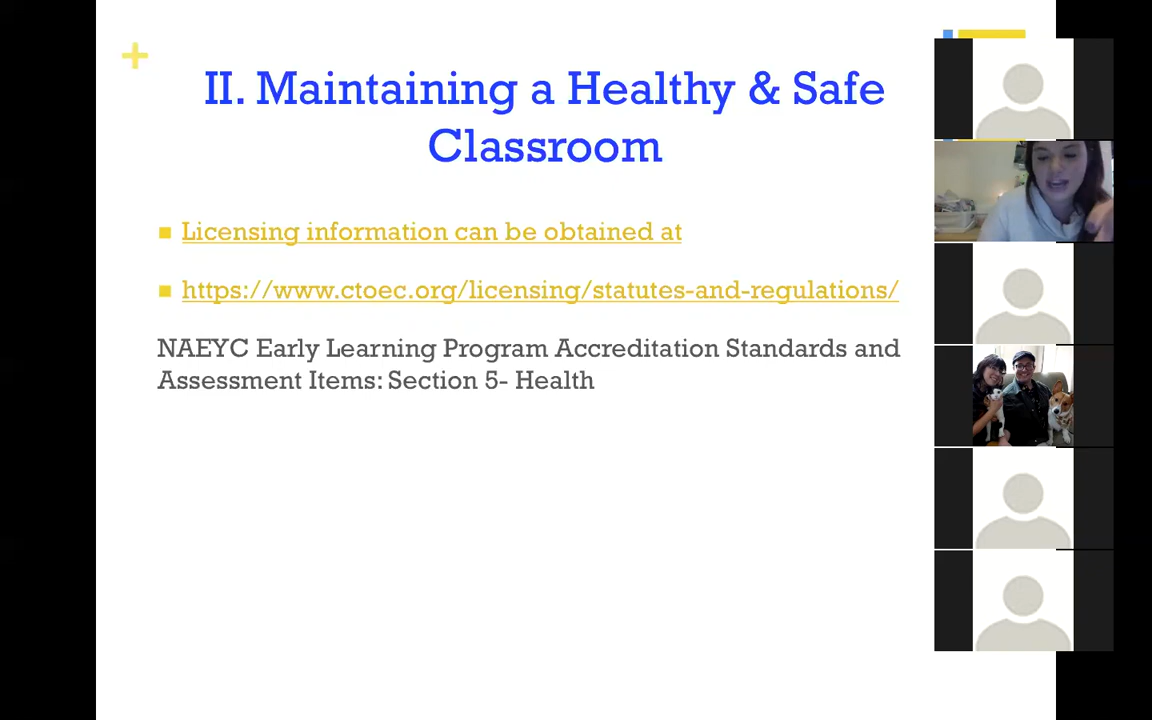 +
II. Maintaining a Healthy & Safe
Classroom
Licensing information can be obtained at
https://www.ctoec.org/licensing/statutes-and-regulations/
NAEYC Early Learning Program Accreditation Standards and
Assessment Items: Section 5- Health